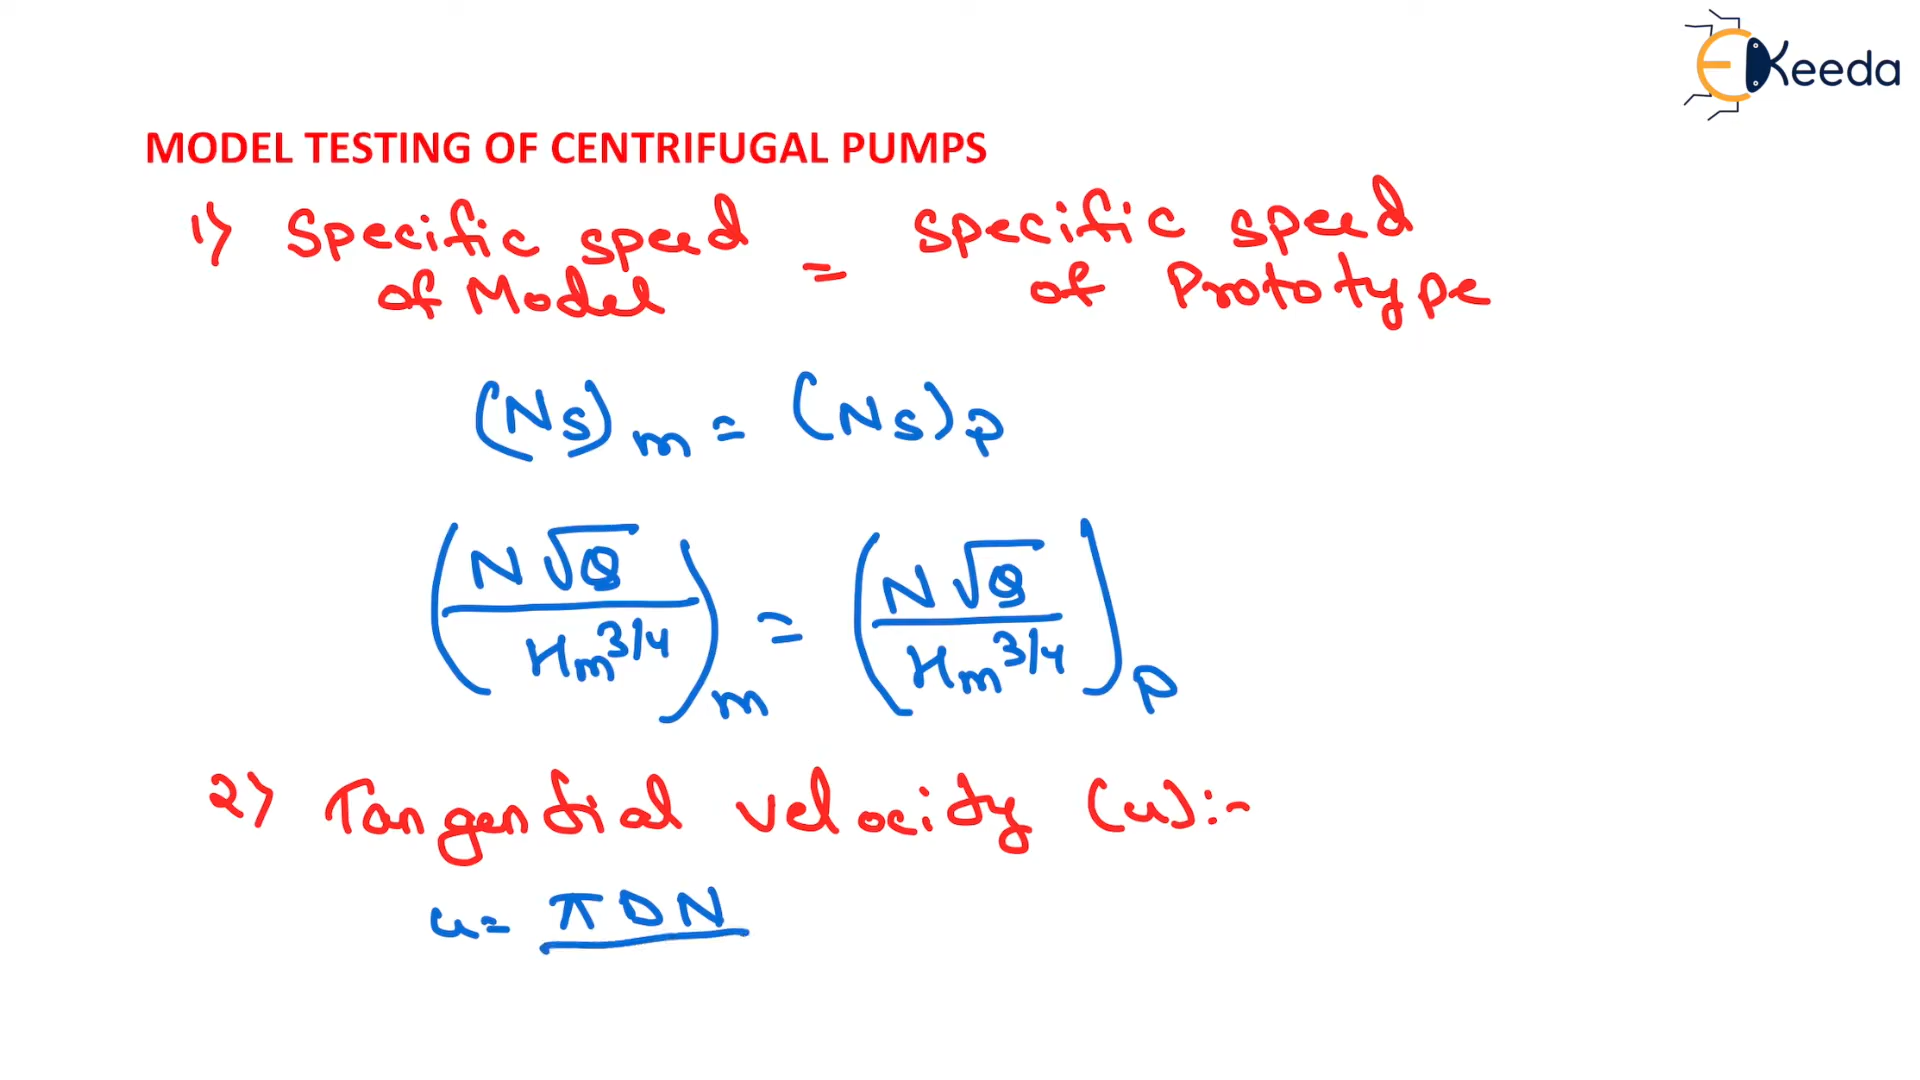 EKeeda
MODEL TESTING OF CENTRIFUGAL PUMPS
1) Specific speed of Model = Specific speed of Prototype
(Ns)m = (Ns)p
(N√Q / Hm^3/4)m = (N√Q / Hm^3/4)p
2) Tangential velocity (u):-
u = πDN